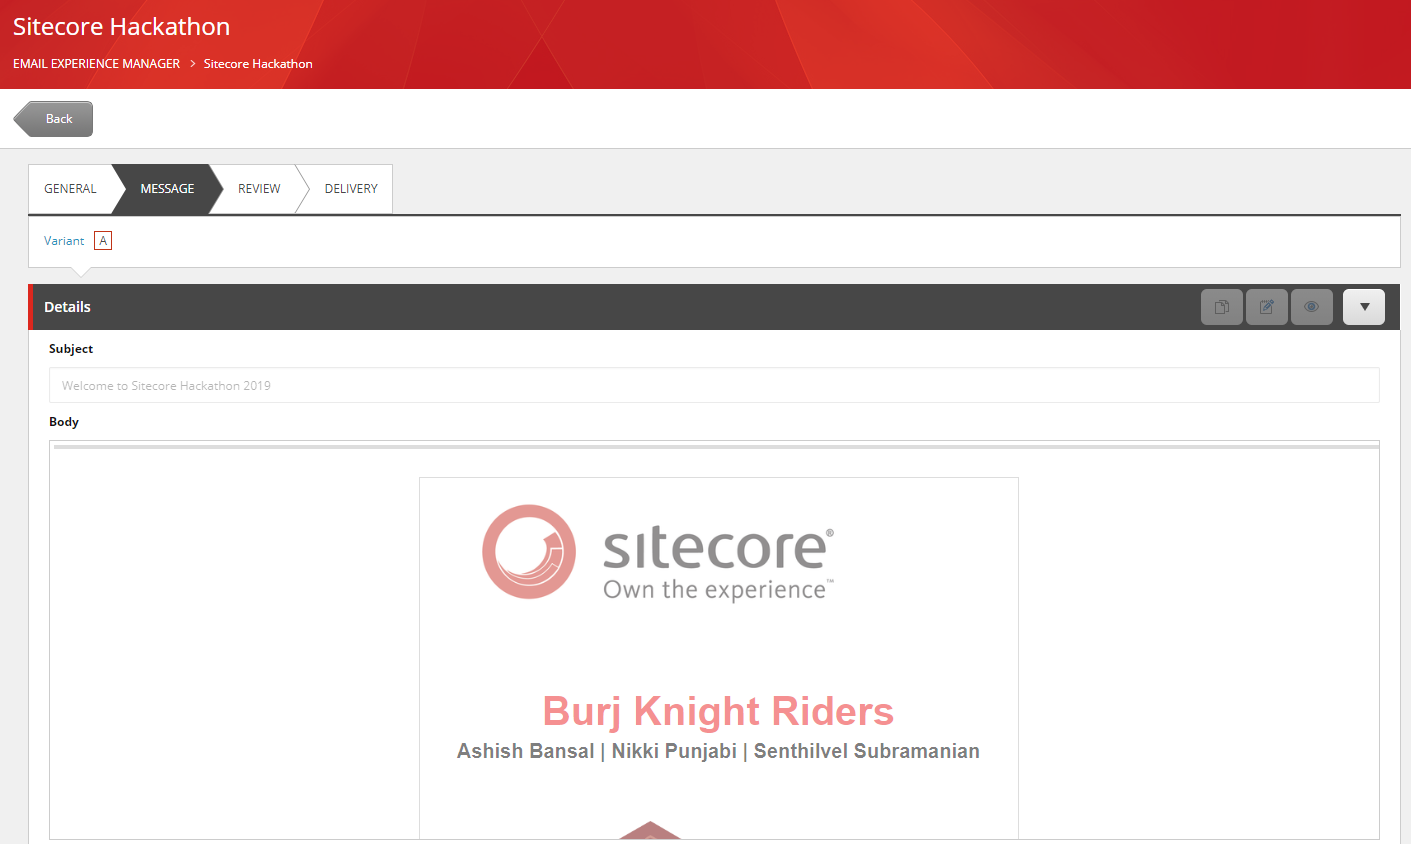 Sitecore Hackathon
EMAIL EXPERIENCE MANAGER > Sitecore Hackathon
Back
GENERAL MESSAGE REVIEW DELIVERY
Variant A
Details
Subject
Welcome to Sitecore Hackathon 2019
Body
sitecore®
Own the experience™
Burj Knight Riders
Ashish Bansal | Nikki Punjabi | Senthilvel Subramanian